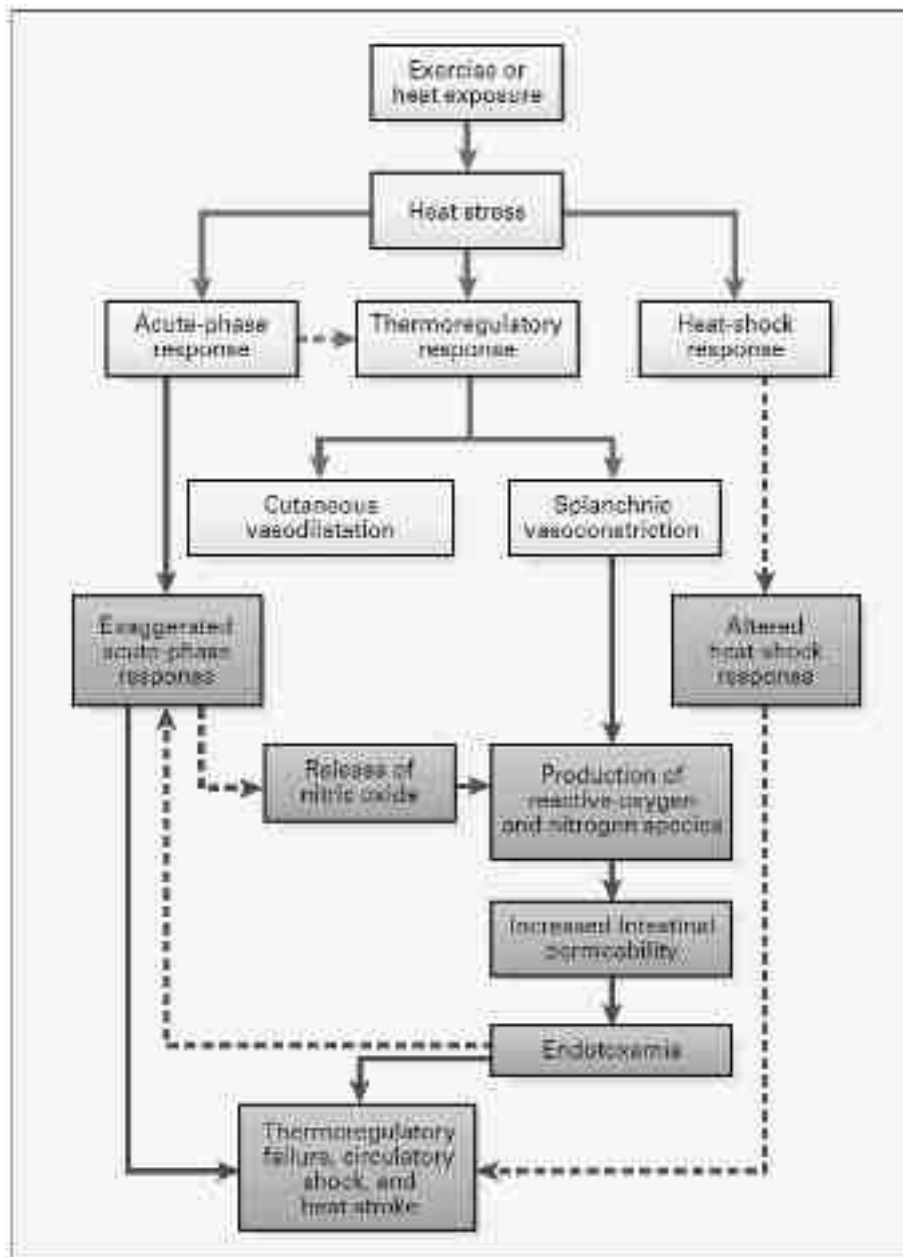 Exercise or
heat exposure
Heat stress
Acute-phase
response
Thermoregulatory
response
Heat-shock
response
Cutaneous
vasodilatation
Splanchnic
vasoconstriction
Exaggerated
acute-phase
response
Altered
heat-shock
response
Release of
nitric oxide
Production of
reactive oxygen
and nitrogen species
Increased intestinal
permeability
Endotoxemia
Thermoregulatory
failure, circulatory
shock, and
heat stroke